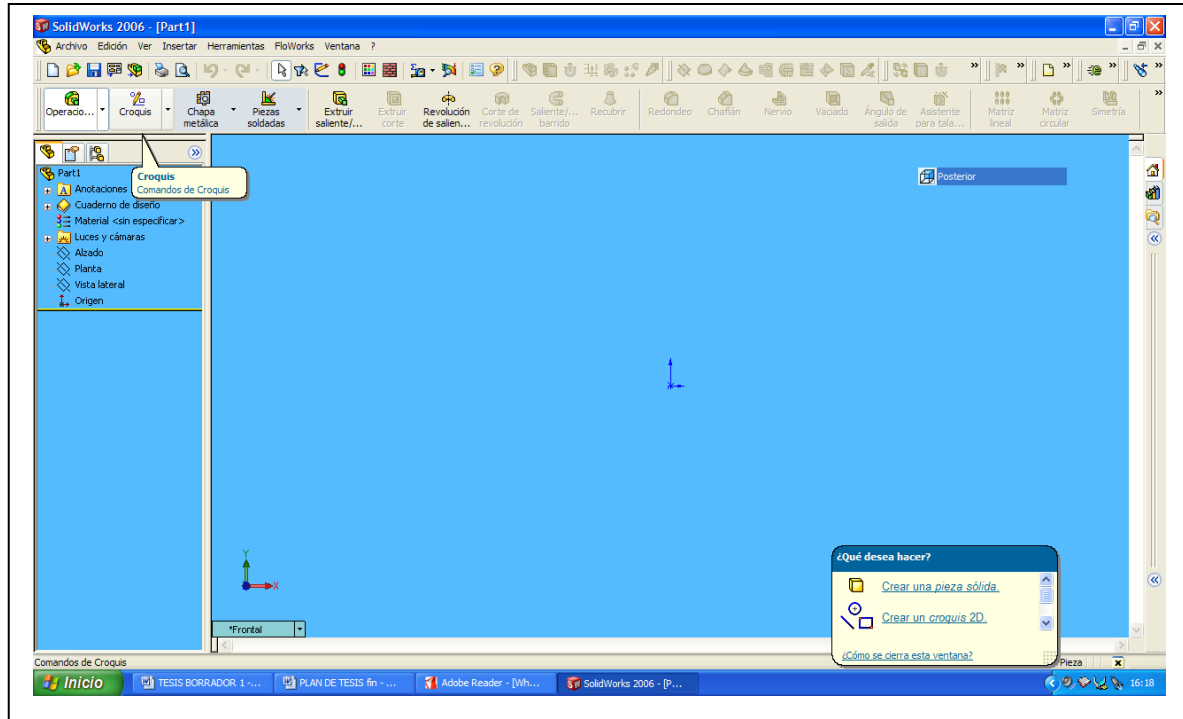 SolidWorks 2006 - [Part1]
Archivo Edición Ver Insertar Herramientas FloWorks Ventana ?
Operacio... Croquis Chapa metálica Piezas soldadas Extruir saliente/... Extruir corte Revolución de salien... Corte de revolución Saliente/... barrido Recubrir Redondeo Chaflán Nervio Vaciado Ángulo de salida Asistente para tala... Matriz lineal Matriz circular Simetría
Part1
Croquis
Comandos de Croquis
Anotaciones
Cuaderno de diseño
Material <sin especificar>
Luces y cámaras
Alzado
Planta
Vista lateral
Origen
Posterior
Y
X
*Frontal
¿Qué desea hacer?
Crear una pieza sólida.
Crear un croquis 2D.
¿Cómo se cierra esta ventana?
Comandos de Croquis
Pieza
Inicio TESIS BORRADOR 1 -... PLAN DE TESIS fin - ... Adobe Reader - [Wh... SolidWorks 2006 - [P... 16:18